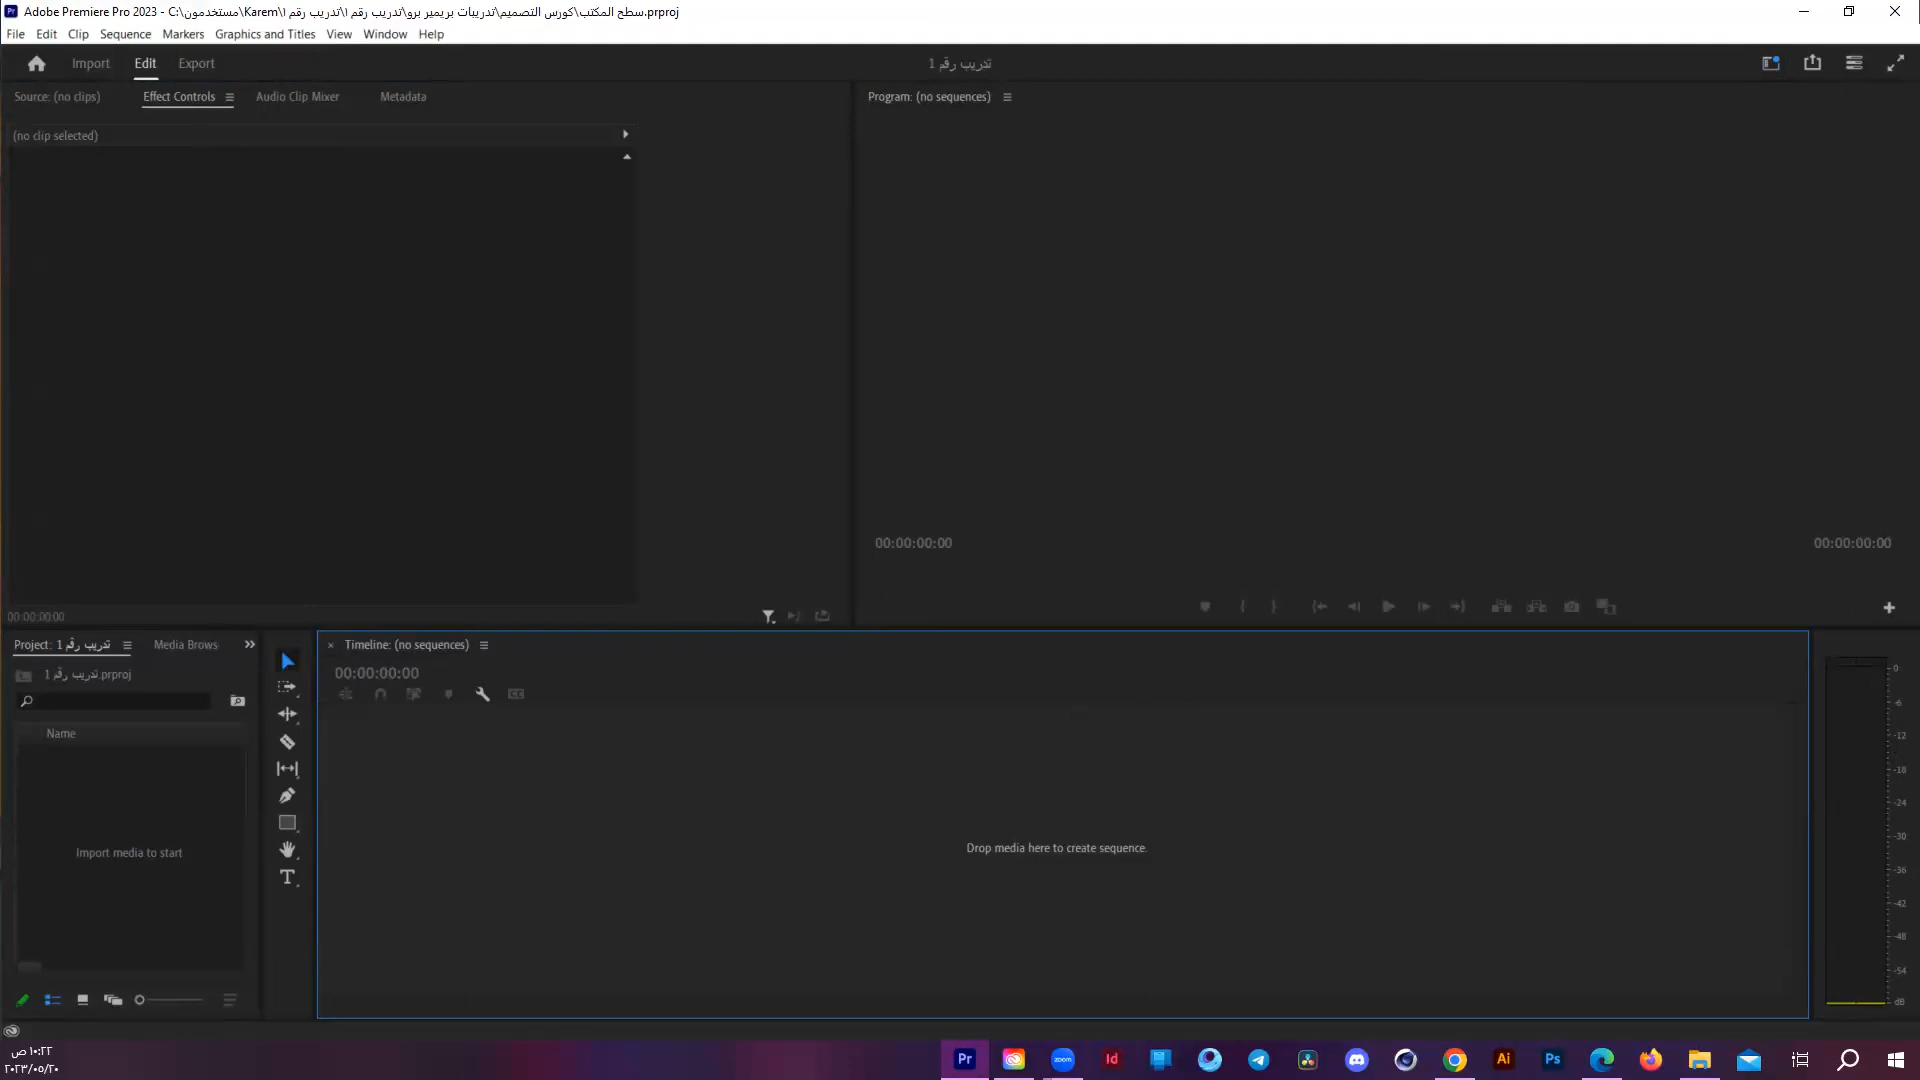 Adobe Premiere Pro 2023 - C:\مستخدمون\Karem\سطح المكتب\كورس التصميم\تدريبات بريمير برو\تدريب رقم ١\تدريب رقم ١.prproj
File Edit Clip Sequence Markers Graphics and Titles View Window Help
Import Edit Export
تدريب رقم 1
Source: (no clips) Effect Controls Audio Clip Mixer Metadata
Program: (no sequences)
(no clip selected)
00:00:00:00 00:00:00:00
00:00:00:00
Project: تدريب رقم 1 Media Brows
Timeline: (no sequences)
تدريب رقم 1.prproj
00:00:00:00
Name
Import media to start
Drop media here to create sequence.
0
-6
-12
-18
-24
-30
-36
-42
-48
-54
dB
١٠:٢٢ ص
٢٠٢٣/٠٥/٢٠
Pr
zoom
Id
Ai
Ps